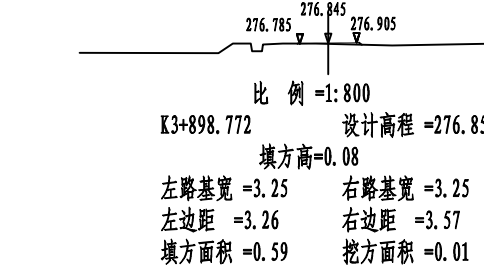 276.785 276.845 276.905
比 例 =1:800
K3+898.772 设计高程 =276.85
填方高=0.08
左路基宽 =3.25 右路基宽 =3.25
左边距 =3.26 右边距 =3.57
填方面积 =0.59 挖方面积 =0.01